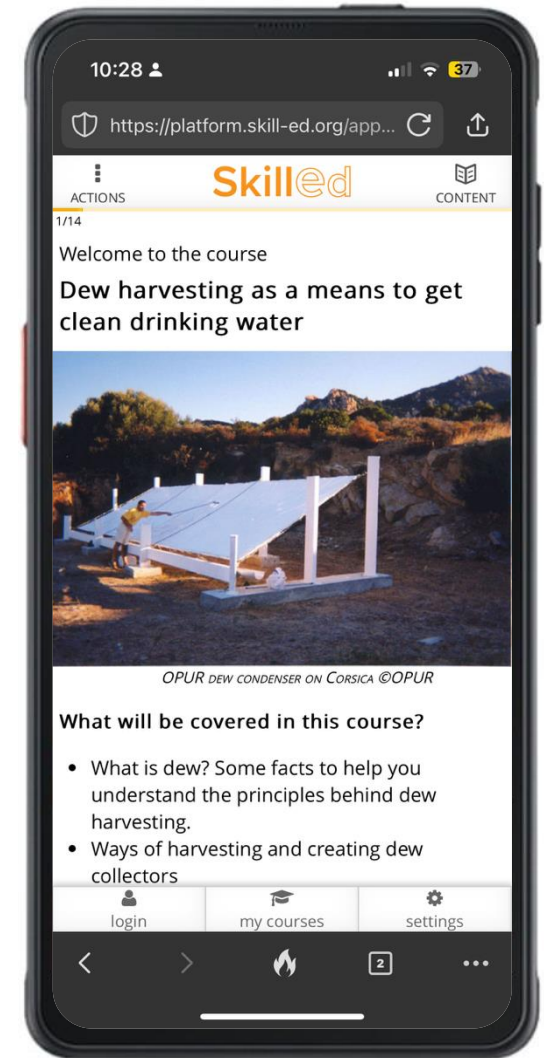 10:28
37
https://platform.skill-ed.org/app...
ACTIONS
Skilled
CONTENT
1/14
Welcome to the course
Dew harvesting as a means to get
clean drinking water
OPUR DEW CONDENSER ON CORSICA ©OPUR
What will be covered in this course?
• What is dew? Some facts to help you
understand the principles behind dew
harvesting.
• Ways of harvesting and creating dew
collectors
login
my courses
settings
2